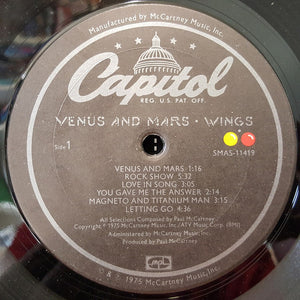 Manufactured by McCartney Music, Inc.
Capitol
REG. U.S. PAT. OFF.
VENUS AND MARS • WINGS
Side 1
SMAS-11419
VENUS AND MARS 1:16
ROCK SHOW 5:32
LOVE IN SONG 3:05
YOU GAVE ME THE ANSWER 2:14
MAGNETO AND TITANIUM MAN 3:15
LETTING GO 4:36
All Selections Composed by Paul McCartney
Copyright © 1975 McCartney Music, Inc./ATV Music Corp. (BMI)
Administered by McCartney Music, Inc.
Produced by Paul McCartney
mpl
℗ & © 1975 McCartney Music, Inc.